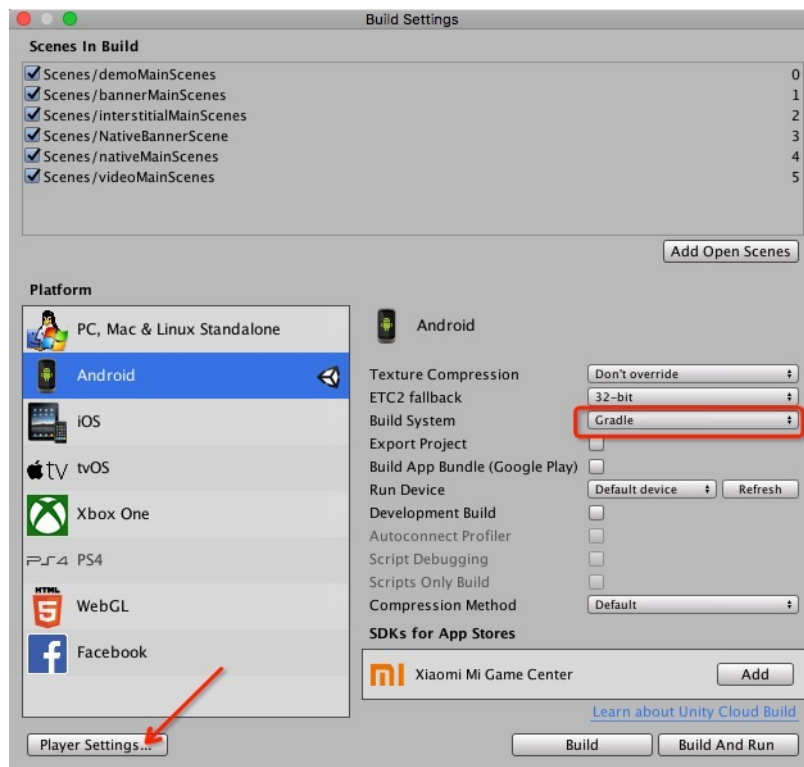 Build Settings
Scenes In Build
Scenes/demoMainScenes 0
Scenes/bannerMainScenes 1
Scenes/interstitialMainScenes 2
Scenes/NativeBannerScene 3
Scenes/nativeMainScenes 4
Scenes/videoMainScenes 5
Add Open Scenes
Platform
PC, Mac & Linux Standalone
Android
iOS
tv tvOS
Xbox One
PS4 PS4
HTML 5 WebGL
f Facebook
Android
Texture Compression Don't override
ETC2 fallback 32-bit
Build System Gradle
Export Project
Build App Bundle (Google Play)
Run Device Default device Refresh
Development Build
Autoconnect Profiler
Script Debugging
Scripts Only Build
Compression Method Default
SDKs for App Stores
mi Xiaomi Mi Game Center Add
Learn about Unity Cloud Build
Player Settings... Build Build And Run